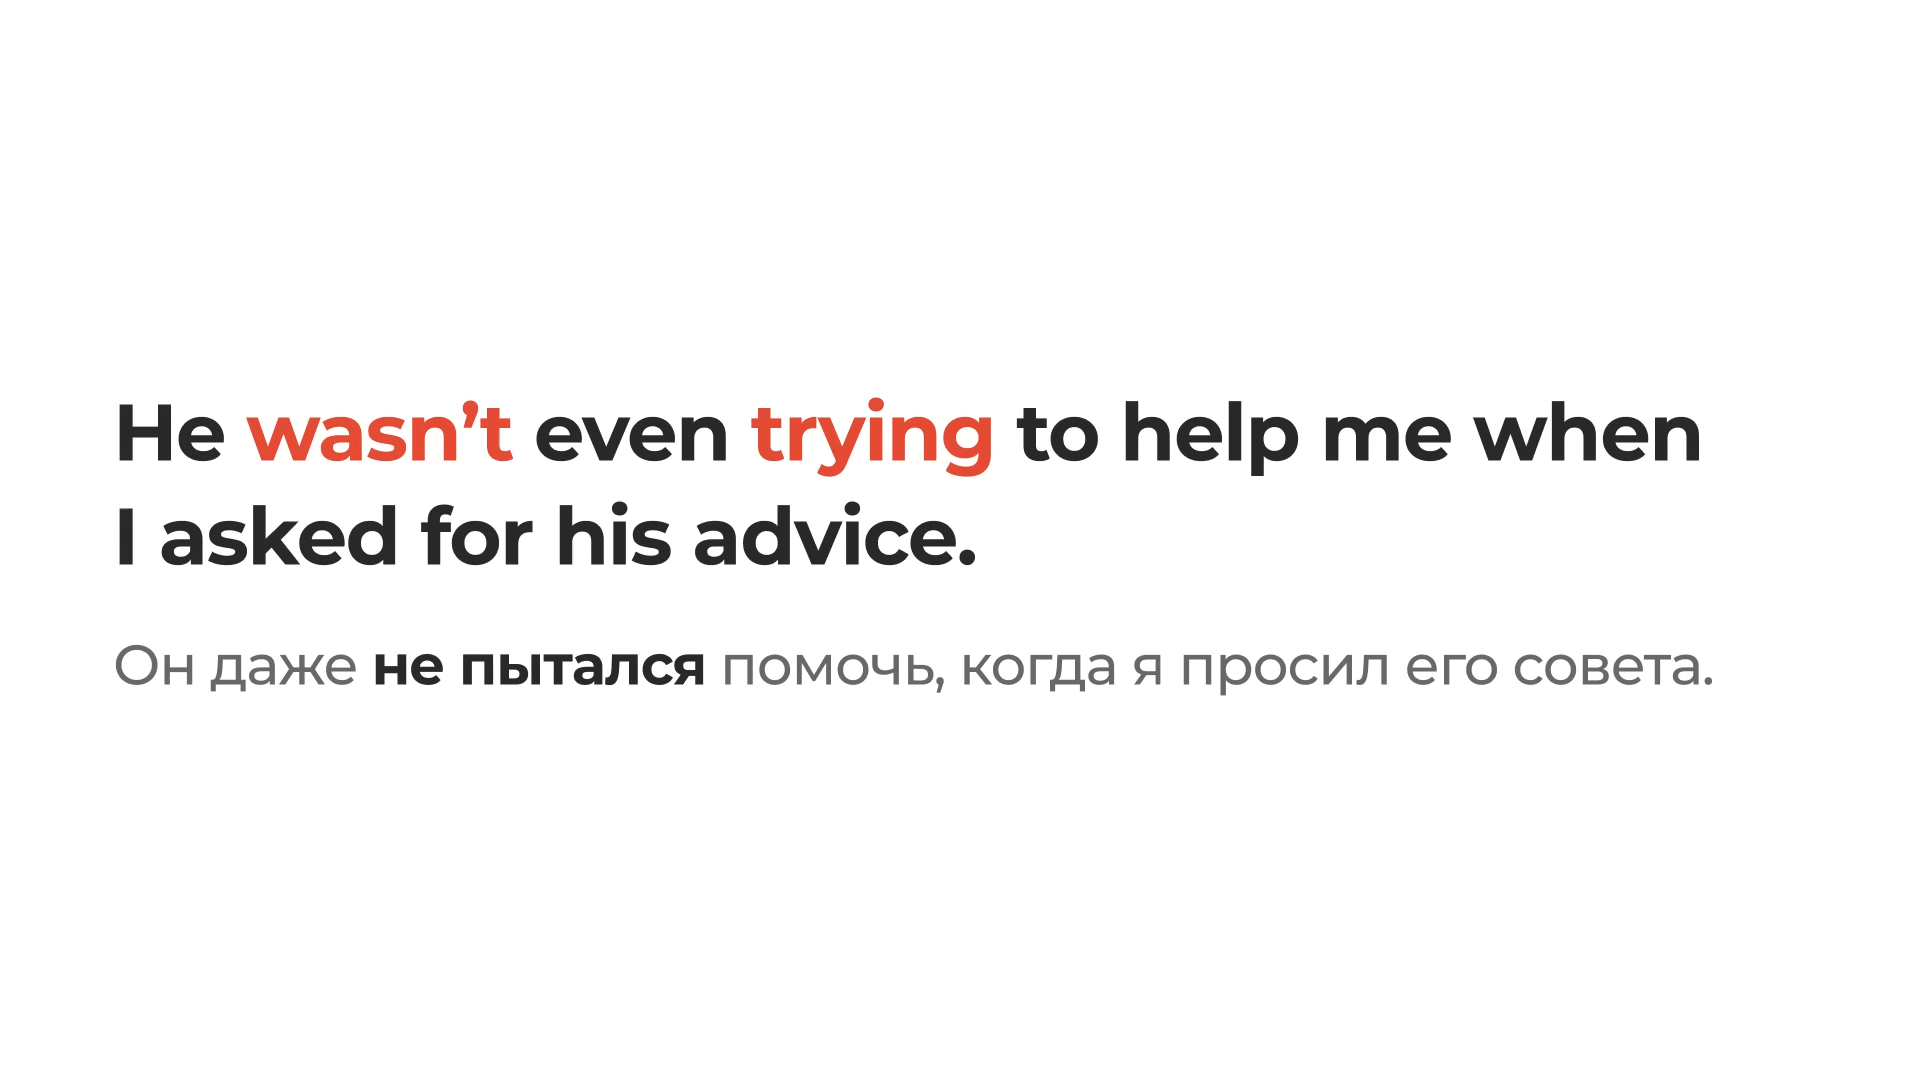 He wasn’t even trying to help me when
I asked for his advice.
Он даже не пытался помочь, когда я просил его совета.